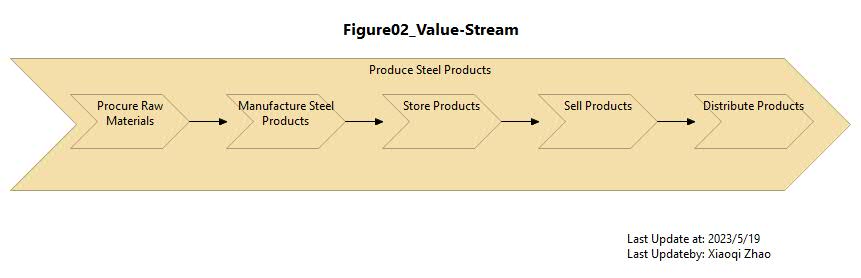 Figure02_Value-Stream
Produce Steel Products
Procure Raw
Materials
Manufacture Steel
Products
Store Products
Sell Products
Distribute Products
Last Update at: 2023/5/19
Last Updateby: Xiaoqi Zhao